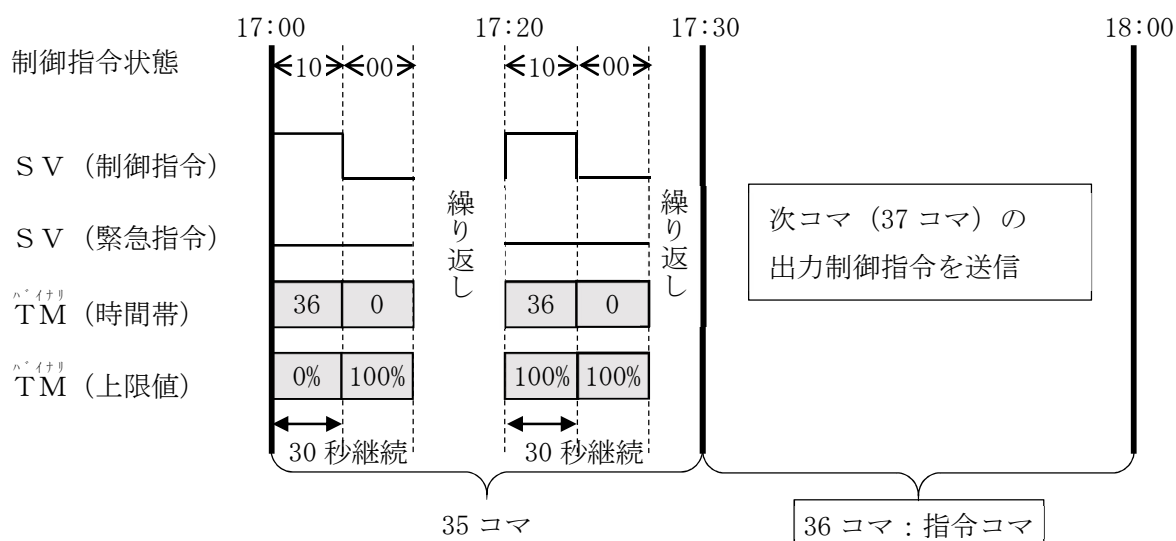 17:00 17:20 17:30 18:00
制御指令状態
10 00 10 00
ＳＶ（制御指令）
ＳＶ（緊急指令）
バイナリ
ＴＭ（時間帯）
36 0 36 0
バイナリ
ＴＭ（上限値）
0% 100% 100% 100%
繰り返し
繰り返し
次コマ（37 コマ）の
出力制御指令を送信
30 秒継続 30 秒継続
35 コマ
36 コマ：指令コマ